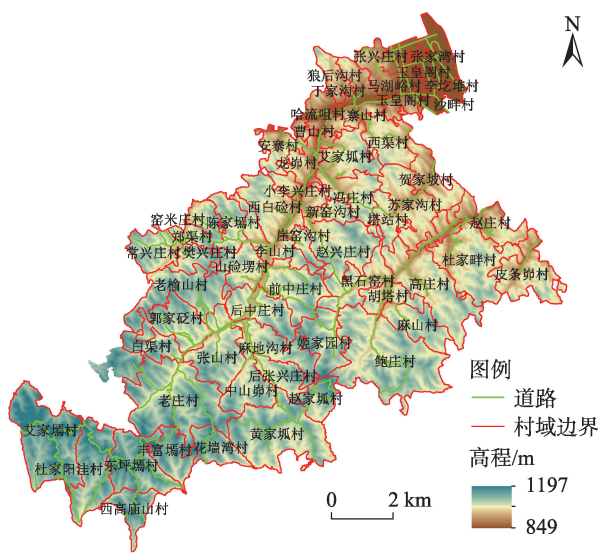 N
张兴庄村 张家湾村
狼后沟村 玉皇阁村
丁家沟村 马湖峪村 李圪堆村
玉皇阁村 沙畔村
哈流咀村 寨山村
曹山村
安寨村 艾家坬村 西渠村
龙峁村
贺家坡村
小李兴庄村 冯庄村
西白硷村 新窑沟村 苏家沟村
窑米庄村 陈家墕村 塔站村 赵庄村
郑渠村 崖窑沟村
常兴庄村 樊兴庄村 李山村 赵兴庄村 杜家畔村
山硷塄村 皮条峁村
老榆山村 前中庄村 黑石窑村 高庄村
胡塔村
郭家砭村 后中庄村 麻山村
白渠村 麻地沟村 姬家园村
张山村 鲍庄村
后张兴庄村
老庄村 中山峁村 赵家坬村
艾家墕村 黄家坬村
丰富墕村 花墙湾村
杜家阳洼村 东坪墕村
西高庙山村
图例
道路
村域边界
高程/m
1197
849
0 2 km